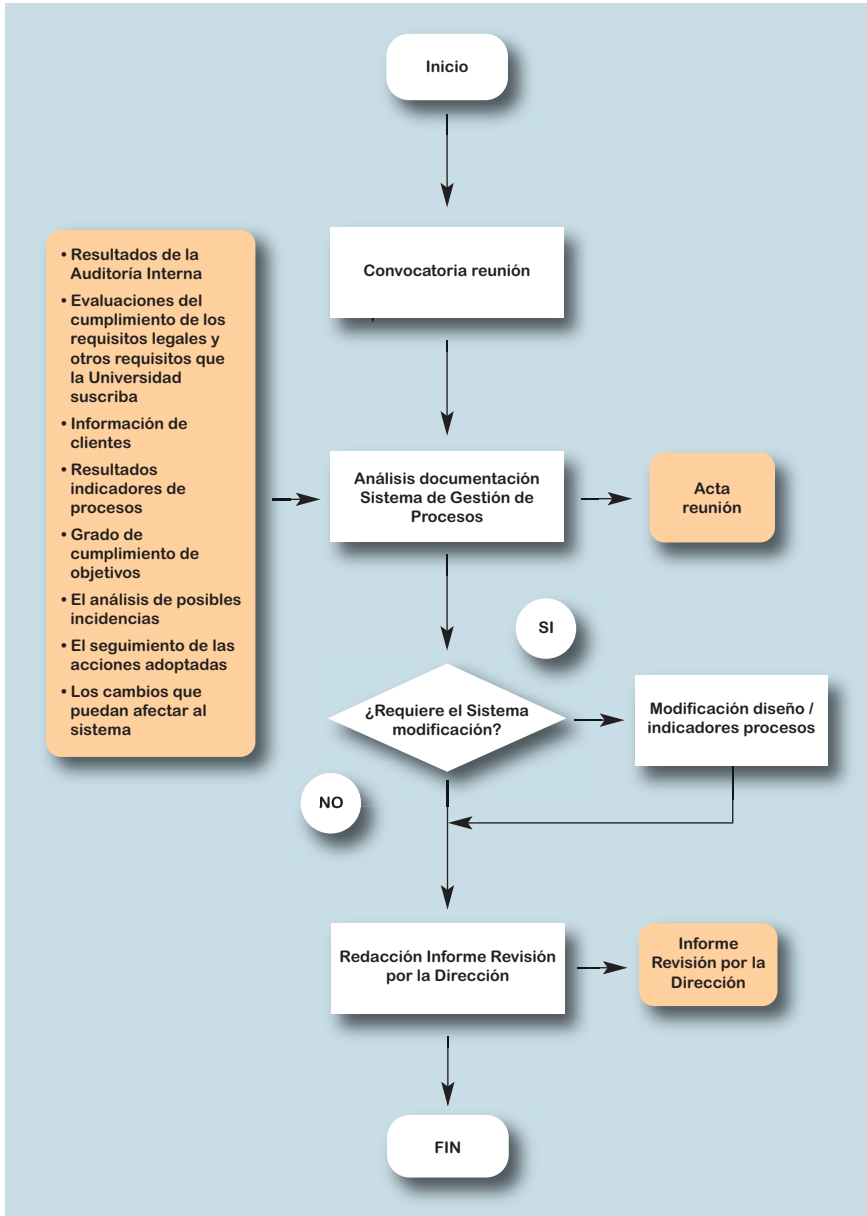 Inicio
Convocatoria reunión
• Resultados de la
Auditoría Interna
• Evaluaciones del
cumplimiento de los
requisitos legales y
otros requisitos que
la Universidad
suscriba
• Información de
clientes
• Resultados
indicadores de
procesos
• Grado de
cumplimiento de
objetivos
• El análisis de posibles
incidencias
• El seguimiento de las
acciones adoptadas
• Los cambios que
puedan afectar al
sistema
Análisis documentación
Sistema de Gestión de
Procesos
Acta
reunión
SI
¿Requiere el Sistema
modificación?
Modificación diseño /
indicadores procesos
NO
Redacción Informe Revisión
por la Dirección
Informe
Revisión por la
Dirección
FIN